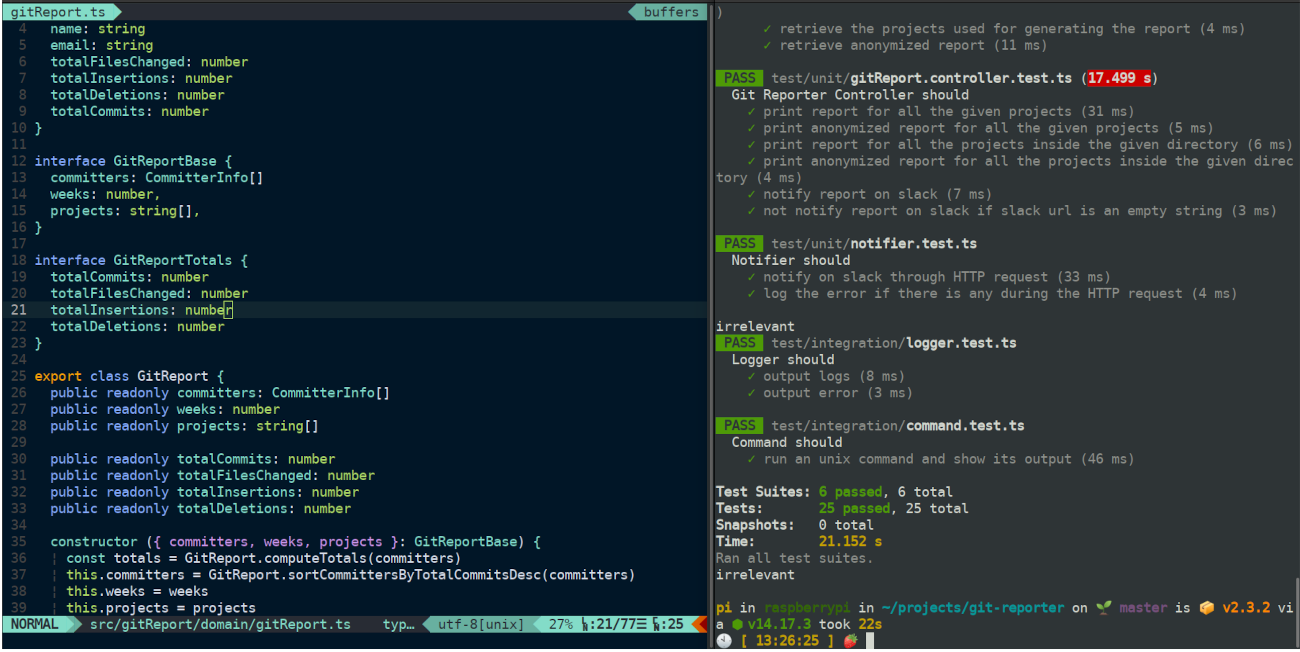 gitReport.ts buffers
4 name: string
5 email: string
6 totalFilesChanged: number
7 totalInsertions: number
8 totalDeletions: number
9 totalCommits: number
10 }
11
12 interface GitReportBase {
13 committers: CommitterInfo[]
14 weeks: number,
15 projects: string[],
16 }
17
18 interface GitReportTotals {
19 totalCommits: number
20 totalFilesChanged: number
21 totalInsertions: number
22 totalDeletions: number
23 }
24
25 export class GitReport {
26 public readonly committers: CommitterInfo[]
27 public readonly weeks: number
28 public readonly projects: string[]
29
30 public readonly totalCommits: number
31 public readonly totalFilesChanged: number
32 public readonly totalInsertions: number
33 public readonly totalDeletions: number
34
35 constructor ({ committers, weeks, projects }: GitReportBase) {
36 ¦ const totals = GitReport.computeTotals(committers)
37 ¦ this.committers = GitReport.sortCommittersByTotalCommitsDesc(committers)
38 ¦ this.weeks = weeks
39 ¦ this.projects = projects
NORMAL src/gitReport/domain/gitReport.ts typ… utf-8[unix] 27% :21/77☰ :25
)
✓ retrieve the projects used for generating the report (4 ms)
✓ retrieve anonymized report (11 ms)
PASS test/unit/gitReport.controller.test.ts (17.499 s)
Git Reporter Controller should
✓ print report for all the given projects (31 ms)
✓ print anonymized report for all the given projects (5 ms)
✓ print report for all the projects inside the given directory (6 ms)
✓ print anonymized report for all the projects inside the given direc
tory (4 ms)
✓ notify report on slack (7 ms)
✓ not notify report on slack if slack url is an empty string (3 ms)
PASS test/unit/notifier.test.ts
Notifier should
✓ notify on slack through HTTP request (33 ms)
✓ log the error if there is any during the HTTP request (4 ms)
irrelevant
PASS test/integration/logger.test.ts
Logger should
✓ output logs (8 ms)
✓ output error (3 ms)
PASS test/integration/command.test.ts
Command should
✓ run an unix command and show its output (46 ms)
Test Suites: 6 passed, 6 total
Tests: 25 passed, 25 total
Snapshots: 0 total
Time: 21.152 s
Ran all test suites.
irrelevant
pi in raspberrypi in ~/projects/git-reporter on 🌱 master is 📦 v2.3.2 vi
a ⬢ v14.17.3 took 22s
🕙 [ 13:26:25 ] 🍓